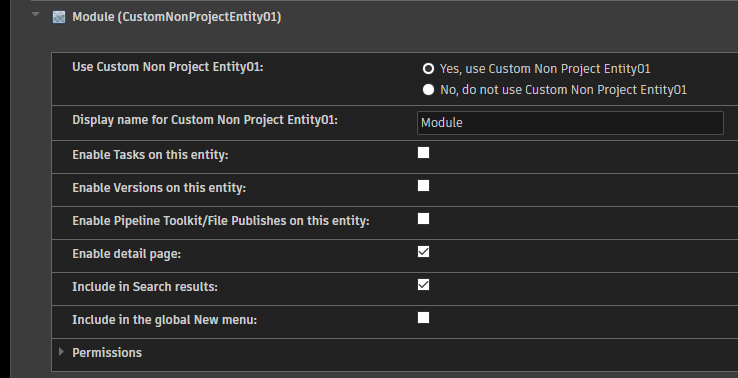 Module (CustomNonProjectEntity01)
Use Custom Non Project Entity01:
Yes, use Custom Non Project Entity01
No, do not use Custom Non Project Entity01
Display name for Custom Non Project Entity01:
Module
Enable Tasks on this entity:
Enable Versions on this entity:
Enable Pipeline Toolkit/File Publishes on this entity:
Enable detail page:
Include in Search results:
Include in the global New menu:
Permissions